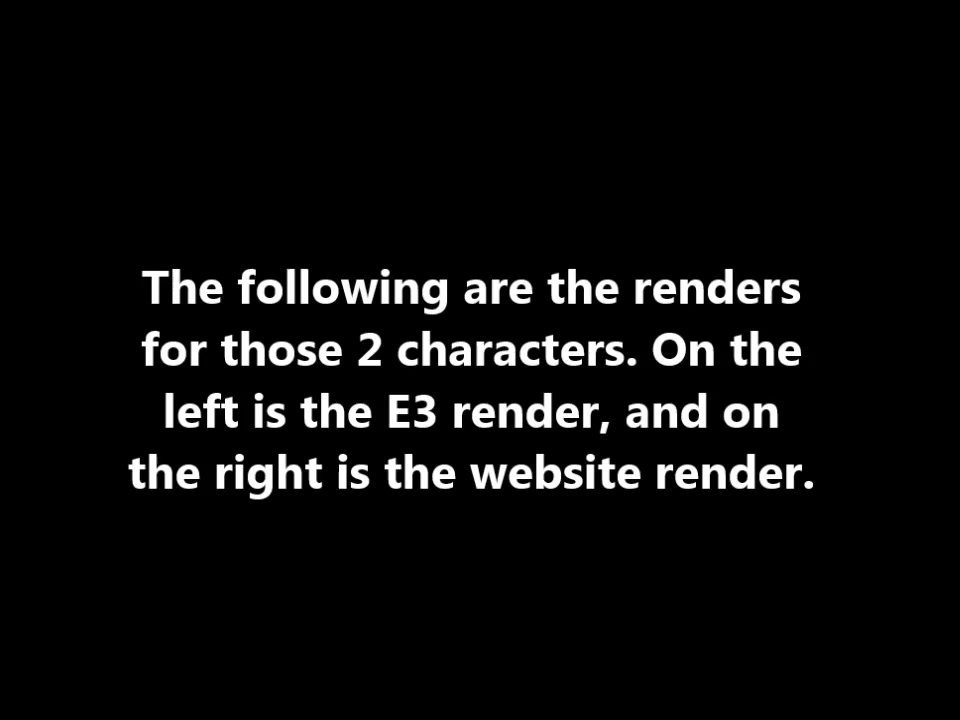 The following are the renders
for those 2 characters. On the
left is the E3 render, and on
the right is the website render.